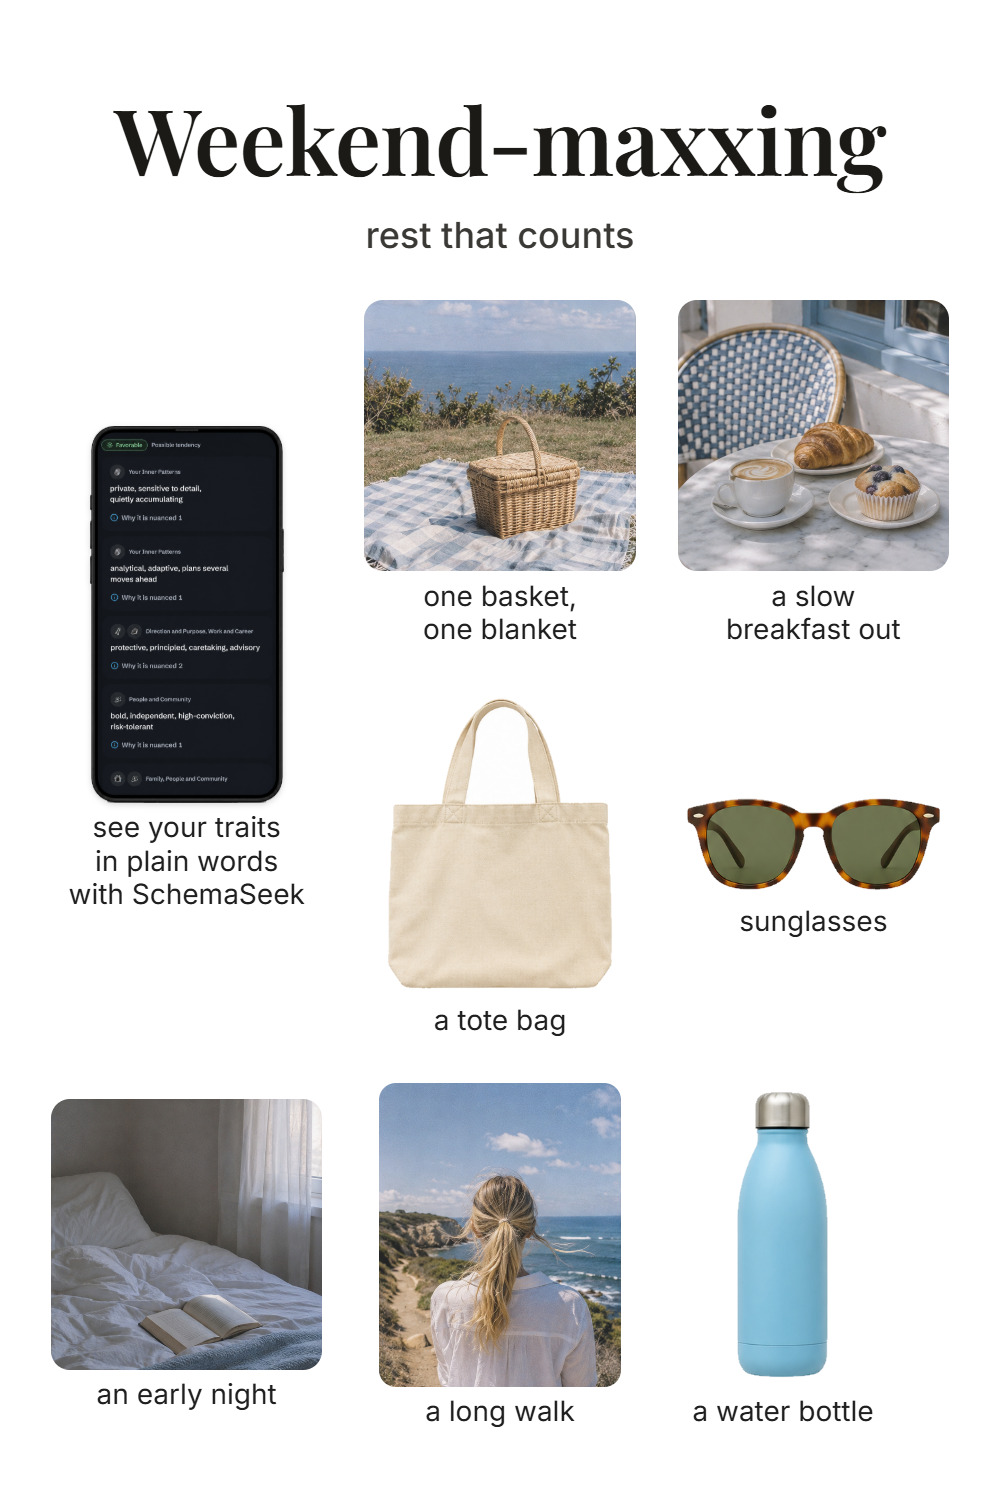 Weekend-maxxing
rest that counts
Favorable Possible tendency
Your Inner Patterns
private, sensitive to detail,
quietly accumulating
Why it is nuanced 1
Your Inner Patterns
analytical, adaptive, plans several
moves ahead
Why it is nuanced 1
Direction and Purpose, Work and Career
protective, principled, caretaking, advisory
Why it is nuanced 2
People and Community
bold, independent, high-conviction,
risk-tolerant
Why it is nuanced 1
Family, People and Community
see your traits
in plain words
with SchemaSeek
one basket,
one blanket
a slow
breakfast out
a tote bag
sunglasses
an early night
a long walk
a water bottle